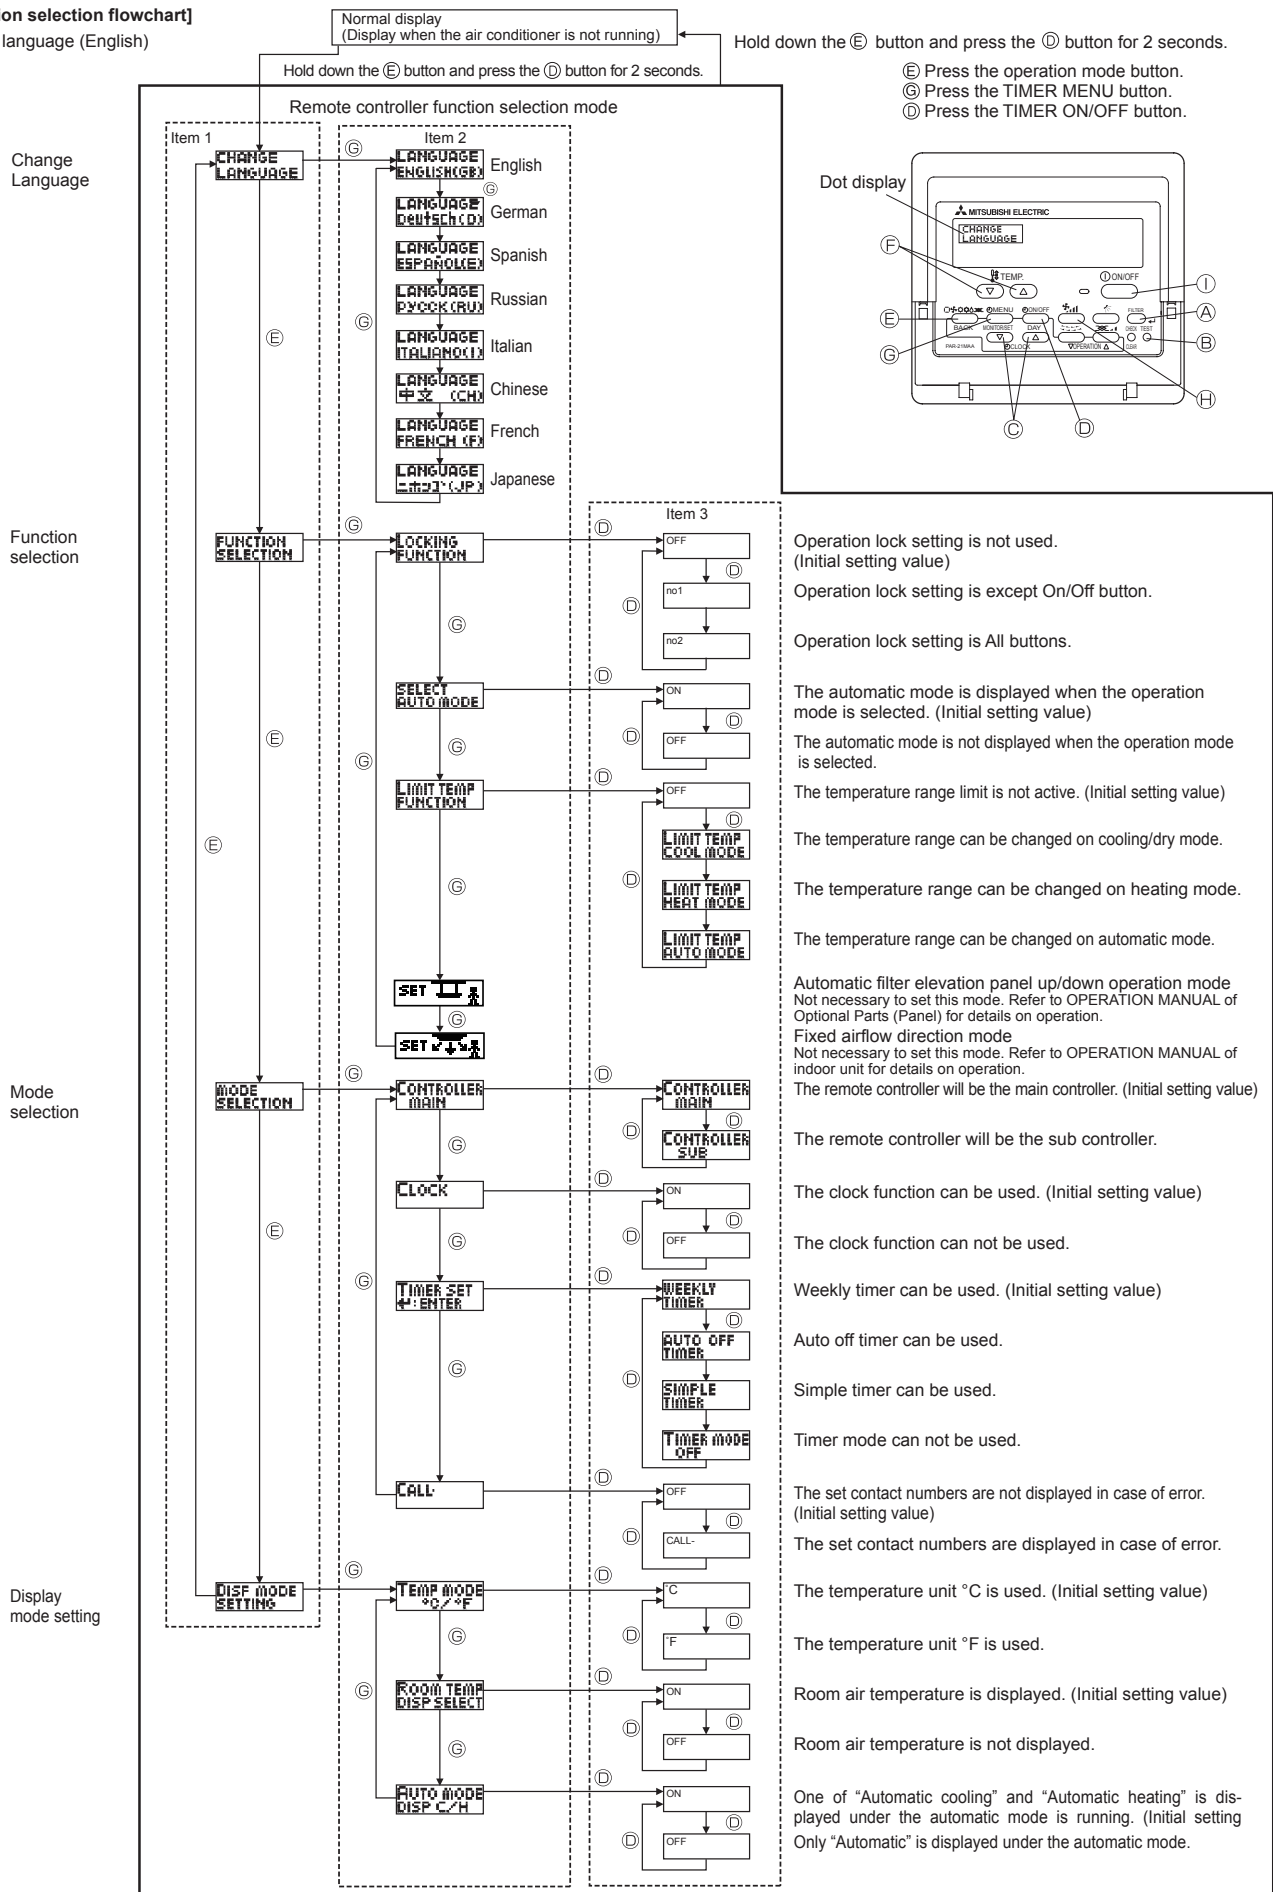 ion selection flowchart]
language (English)
Normal display
(Display when the air conditioner is not running)
Hold down the Ⓔ button and press the Ⓓ button for 2 seconds.
Hold down the Ⓔ button and press the Ⓓ button for 2 seconds.
Ⓔ Press the operation mode button.
Ⓖ Press the TIMER MENU button.
Ⓓ Press the TIMER ON/OFF button.
Remote controller function selection mode
Item 1
Item 2
Change
Language
CHANGE
LANGUAGE
Ⓖ
Ⓔ
LANGUAGE
ENGLISH(GB)
English
Ⓖ
LANGUAGE
Deutsch(D)
German
LANGUAGE
ESPAÑOL(E)
Spanish
LANGUAGE
РУССК(RU)
Russian
Ⓖ
LANGUAGE
ITALIANO(I)
Italian
LANGUAGE
中文 (CH)
Chinese
LANGUAGE
FRENCH (F)
French
LANGUAGE
ニホンゴ(JP)
Japanese
Dot display
MITSUBISHI ELECTRIC
CHANGE
LANGUAGE
TEMP.
ON/OFF
MENU
ON/OFF
FILTER
BACK
MONITOR/SET
DAY
CHECK TEST
PAR-21MAA
CLOCK
OPERATION
CLEAR
Ⓕ
Ⓔ
Ⓖ
Ⓒ
Ⓓ
Ⓘ
Ⓐ
Ⓑ
Ⓗ
Item 3
Function
selection
FUNCTION
SELECTION
Ⓖ
LOCKING
FUNCTION
Ⓓ
OFF
Operation lock setting is not used.
(Initial setting value)
Ⓓ
no1
Operation lock setting is except On/Off button.
Ⓓ
Ⓖ
no2
Operation lock setting is All buttons.
SELECT
AUTO MODE
Ⓓ
ON
The automatic mode is displayed when the operation
mode is selected. (Initial setting value)
Ⓓ
Ⓔ
Ⓖ
Ⓓ
OFF
The automatic mode is not displayed when the operation mode
is selected.
Ⓖ
LIMIT TEMP
FUNCTION
Ⓓ
OFF
The temperature range limit is not active. (Initial setting value)
Ⓓ
Ⓔ
LIMIT TEMP
COOL MODE
The temperature range can be changed on cooling/dry mode.
Ⓖ
Ⓓ
LIMIT TEMP
HEAT MODE
The temperature range can be changed on heating mode.
LIMIT TEMP
AUTO MODE
The temperature range can be changed on automatic mode.
SET
Automatic filter elevation panel up/down operation mode
Not necessary to set this mode. Refer to OPERATION MANUAL of
Optional Parts (Panel) for details on operation.
Ⓖ
SET
Fixed airflow direction mode
Not necessary to set this mode. Refer to OPERATION MANUAL of
indoor unit for details on operation.
Mode
selection
MODE
SELECTION
Ⓖ
CONTROLLER
MAIN
Ⓓ
CONTROLLER
MAIN
The remote controller will be the main controller. (Initial setting value)
Ⓓ
Ⓖ
Ⓓ
CONTROLLER
SUB
The remote controller will be the sub controller.
CLOCK
Ⓓ
ON
The clock function can be used. (Initial setting value)
Ⓓ
Ⓔ
Ⓖ
Ⓓ
OFF
The clock function can not be used.
Ⓖ
TIMER SET
↵:ENTER
Ⓓ
WEEKLY
TIMER
Weekly timer can be used. (Initial setting value)
Ⓓ
AUTO OFF
TIMER
Auto off timer can be used.
Ⓖ
Ⓓ
SIMPLE
TIMER
Simple timer can be used.
TIMER MODE
OFF
Timer mode can not be used.
CALL-
Ⓓ
OFF
The set contact numbers are not displayed in case of error.
(Initial setting value)
Ⓓ
Ⓓ
CALL-
The set contact numbers are displayed in case of error.
Display
mode setting
DISP MODE
SETTING
Ⓖ
TEMP MODE
°C/°F
Ⓓ
°C
The temperature unit °C is used. (Initial setting value)
Ⓓ
Ⓖ
Ⓓ
°F
The temperature unit °F is used.
Ⓖ
ROOM TEMP
DISP SELECT
Ⓓ
ON
Room air temperature is displayed. (Initial setting value)
Ⓓ
Ⓖ
Ⓓ
OFF
Room air temperature is not displayed.
AUTO MODE
DISP C/H
Ⓓ
ON
One of “Automatic cooling” and “Automatic heating” is dis-
played under the automatic mode is running. (Initial setting
Ⓓ
Ⓓ
OFF
Only “Automatic” is displayed under the automatic mode.